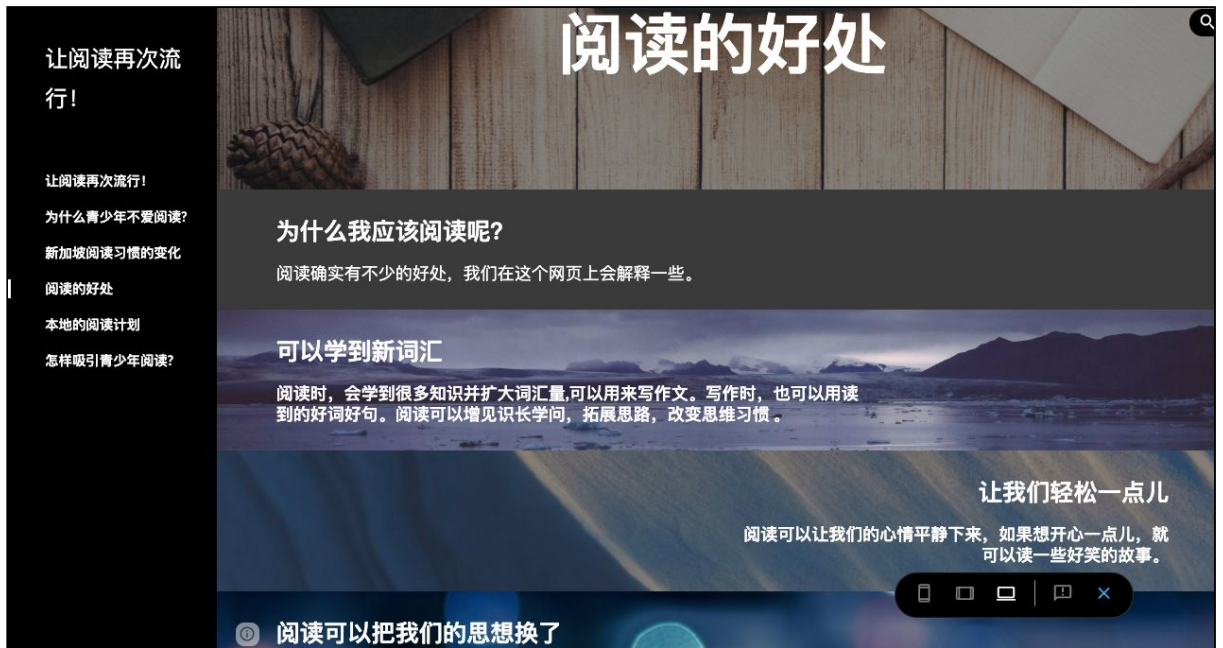 让阅读再次流
行！
让阅读再次流行！
为什么青少年不爱阅读?
新加坡阅读习惯的变化
阅读的好处
本地的阅读计划
怎样吸引青少年阅读?
阅读的好处
为什么我应该阅读呢?
阅读确实有不少的好处，我们在这个网页上会解释一些。
可以学到新词汇
阅读时，会学到很多知识并扩大词汇量,可以用来写作文。写作时，也可以用读
到的好词好句。阅读可以增见识长学问，拓展思路，改变思维习惯 。
让我们轻松一点儿
阅读可以让我们的心情平静下来，如果想开心一点儿，就
可以读一些好笑的故事。
阅读可以把我们的思想换了